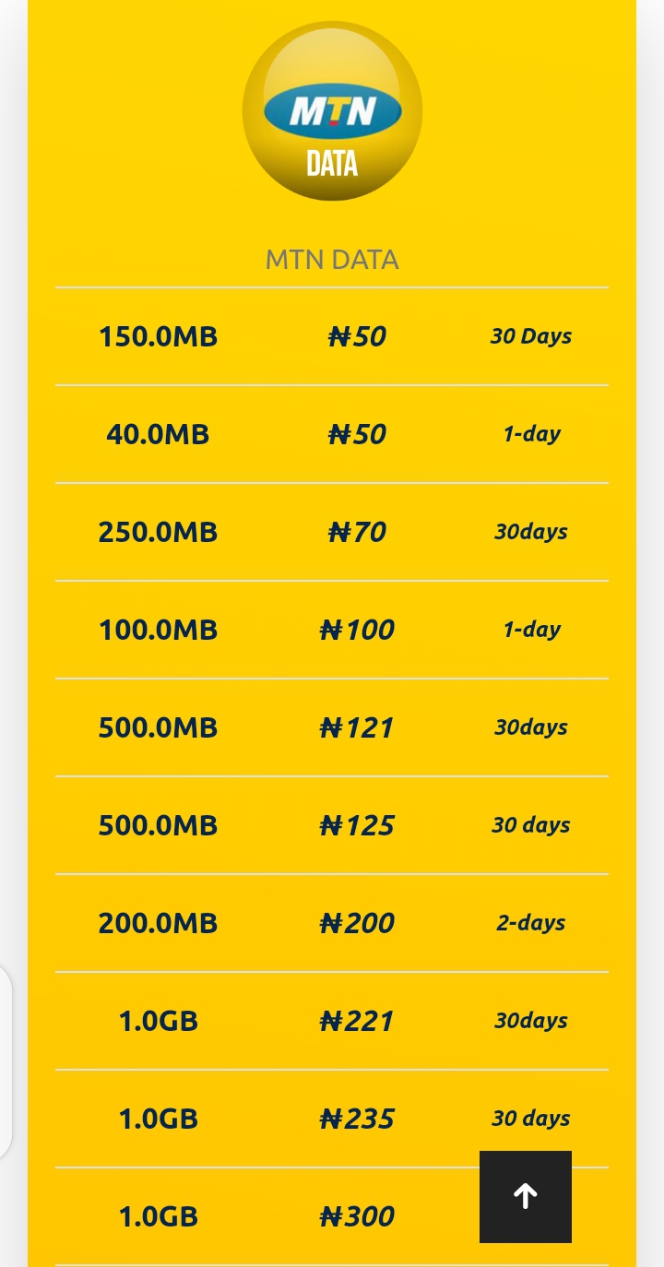 MTN
DATA
MTN DATA
150.0MB ₦50 30 Days
40.0MB ₦50 1-day
250.0MB ₦70 30days
100.0MB ₦100 1-day
500.0MB ₦121 30days
500.0MB ₦125 30 days
200.0MB ₦200 2-days
1.0GB ₦221 30days
1.0GB ₦235 30 days
1.0GB ₦300